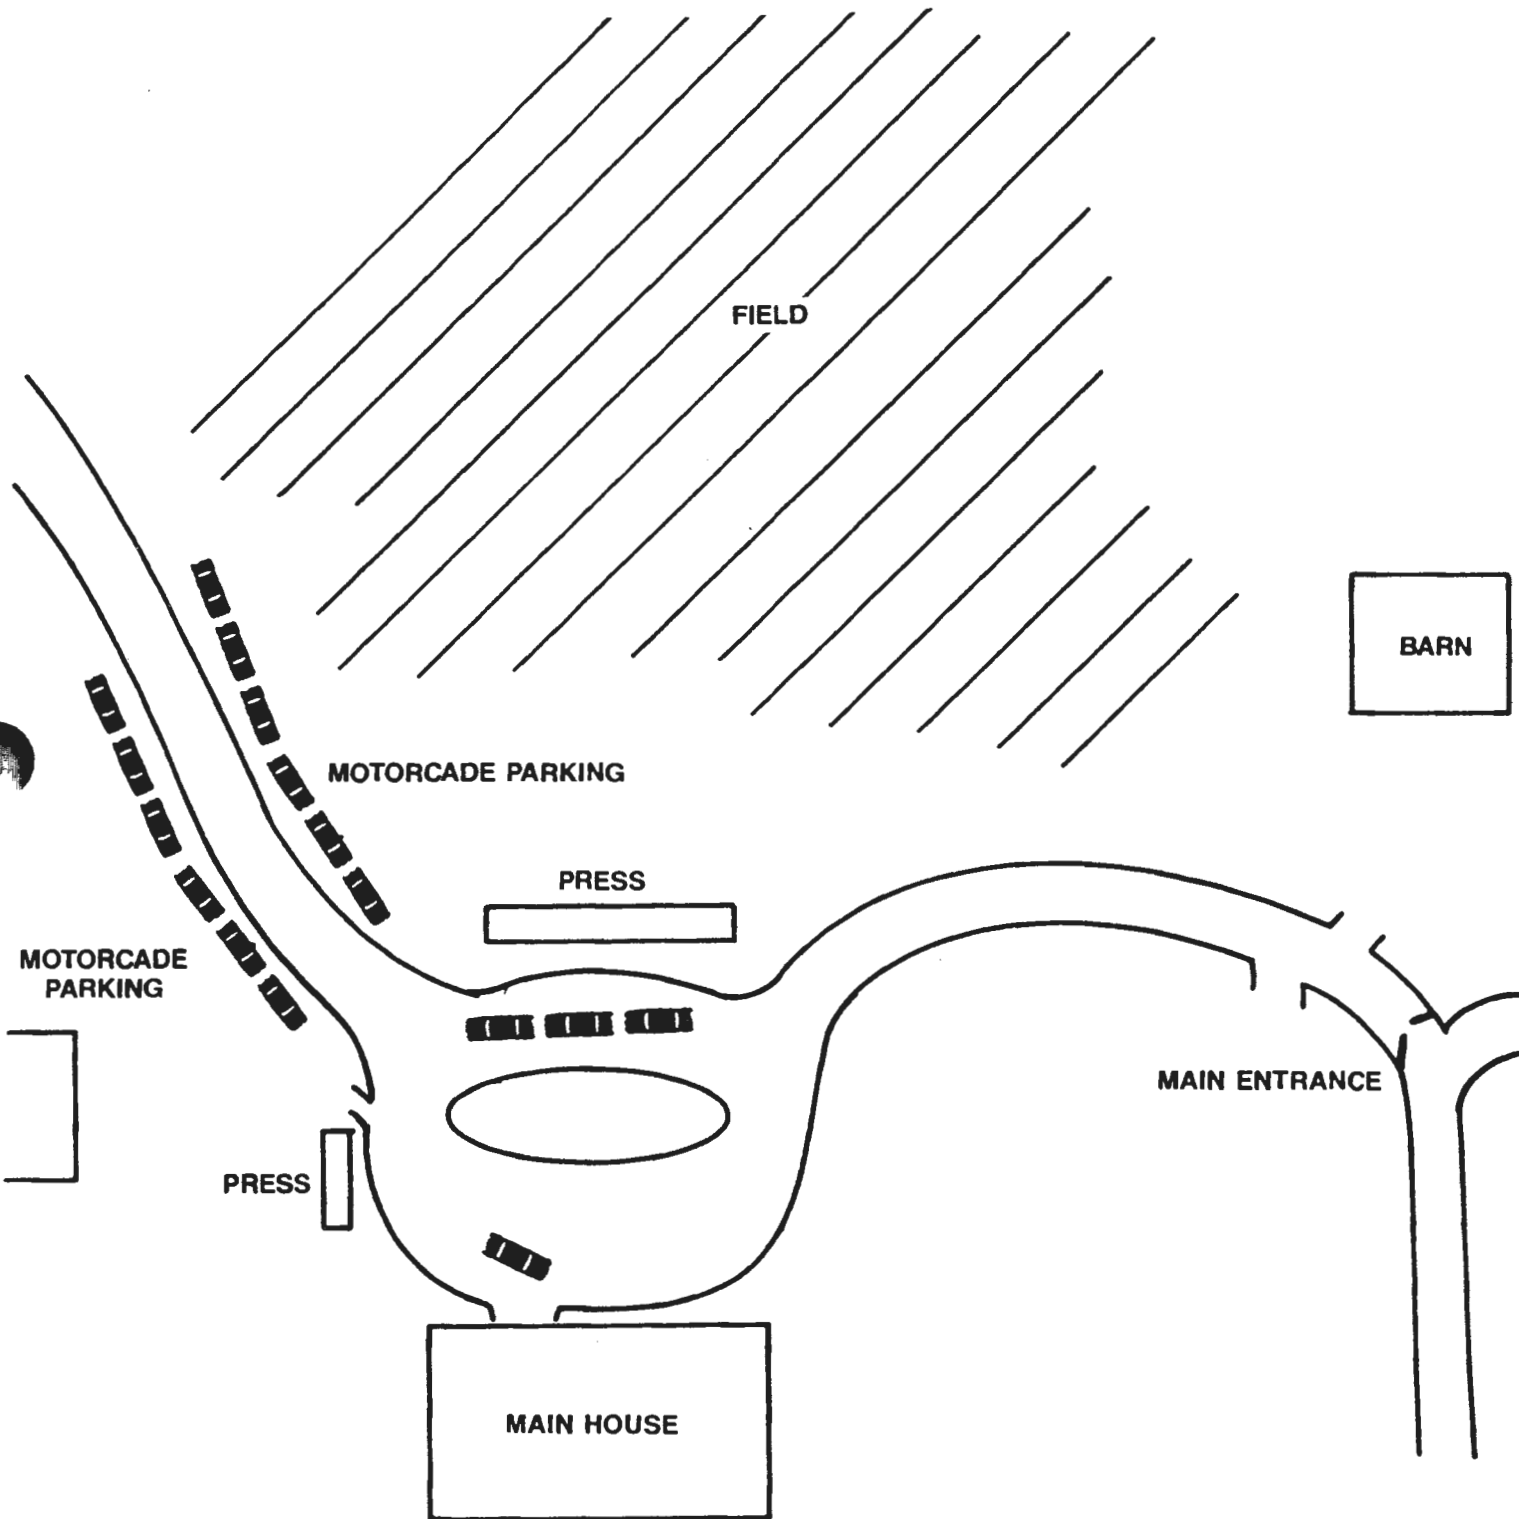 FIELD
BARN
MOTORCADE PARKING
PRESS
MOTORCADE
PARKING
MAIN ENTRANCE
PRESS
MAIN HOUSE